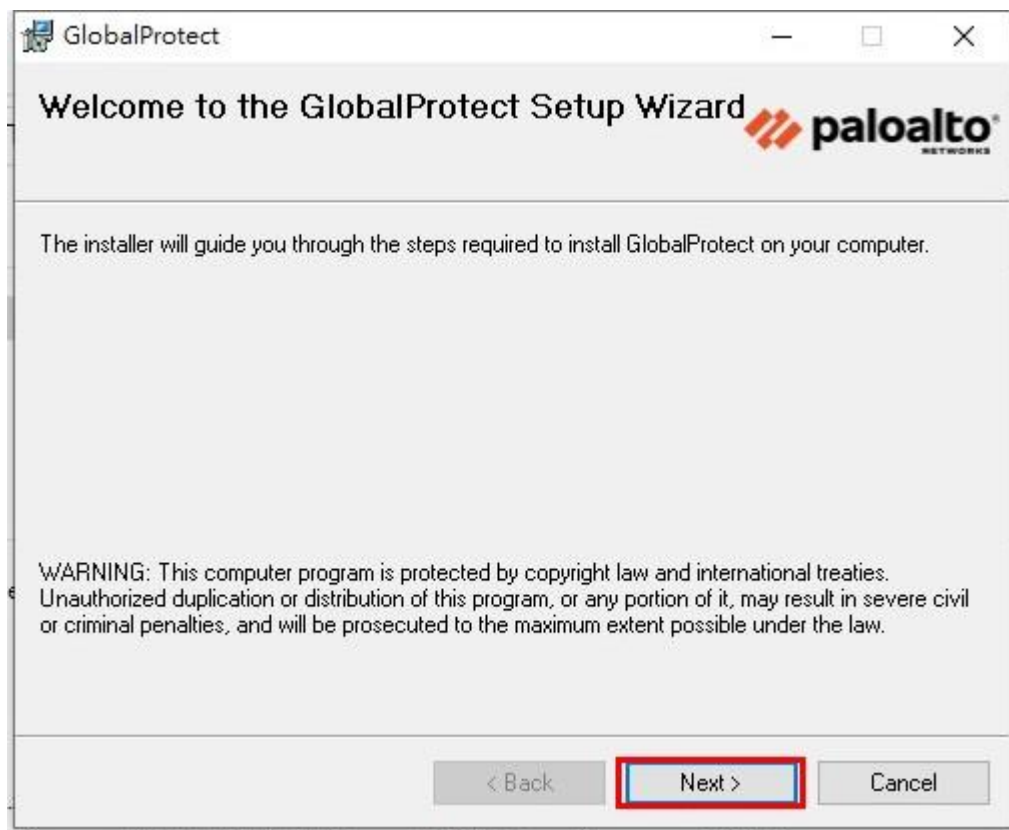 GlobalProtect
Welcome to the GlobalProtect Setup Wizard
paloalto
NETWORKS
The installer will guide you through the steps required to install GlobalProtect on your computer.
WARNING: This computer program is protected by copyright law and international treaties.
Unauthorized duplication or distribution of this program, or any portion of it, may result in severe civil
or criminal penalties, and will be prosecuted to the maximum extent possible under the law.
< Back
Next >
Cancel